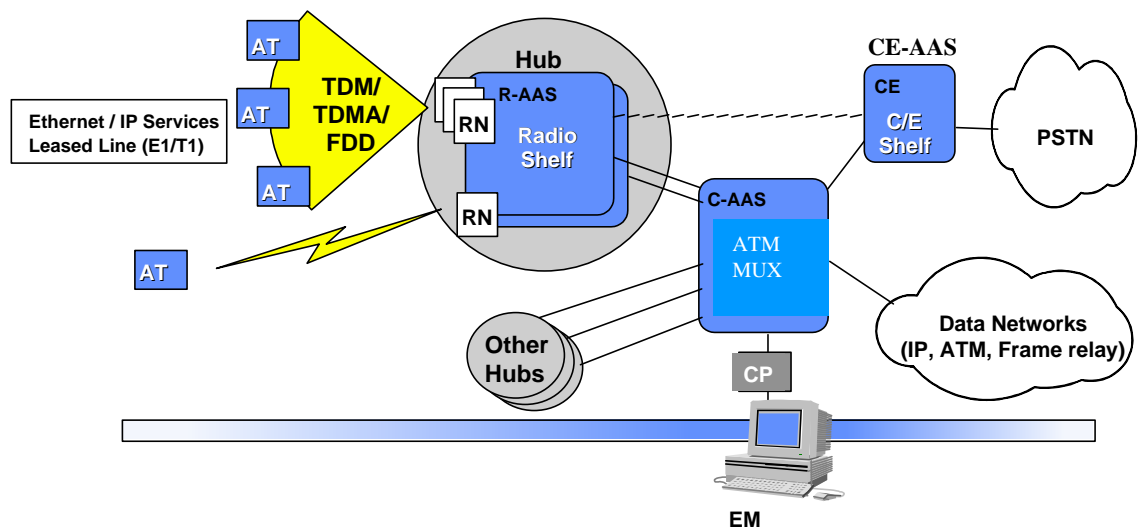 AT
AT
AT
AT
Ethernet / IP Services
Leased Line (E1/T1)
TDM/
TDMA/
FDD
Hub
R-AAS
RN
Radio
Shelf
RN
CE-AAS
CE
C/E
Shelf
PSTN
C-AAS
ATM
MUX
Other
Hubs
Data Networks
(IP, ATM, Frame relay)
CP
EM